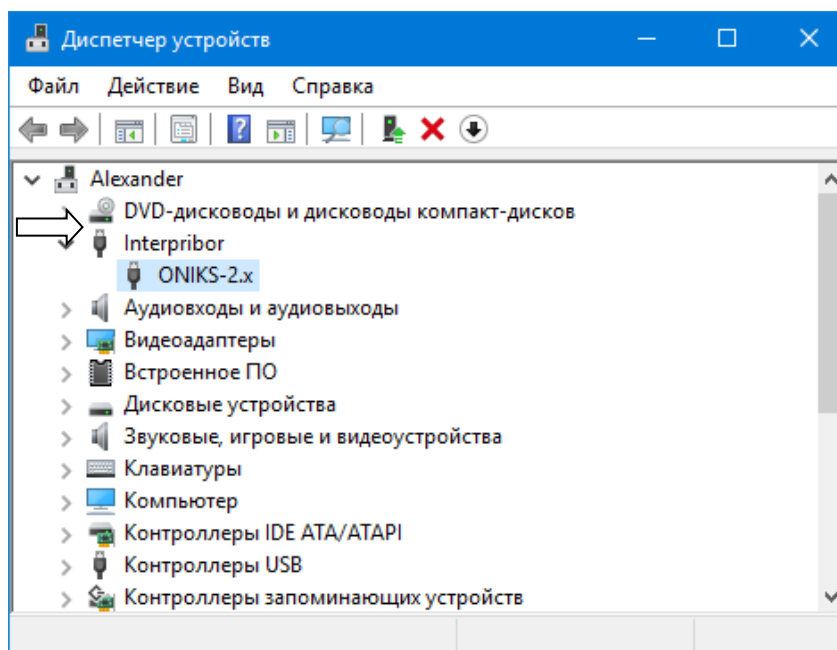 Диспетчер устройств
Файл Действие Вид Справка
Alexander
DVD-дисководы и дисководы компакт-дисков
Interpribor
ONIKS-2.x
Аудиовходы и аудиовыходы
Видеоадаптеры
Встроенное ПО
Дисковые устройства
Звуковые, игровые и видеоустройства
Клавиатуры
Компьютер
Контроллеры IDE ATA/ATAPI
Контроллеры USB
Контроллеры запоминающих устройств